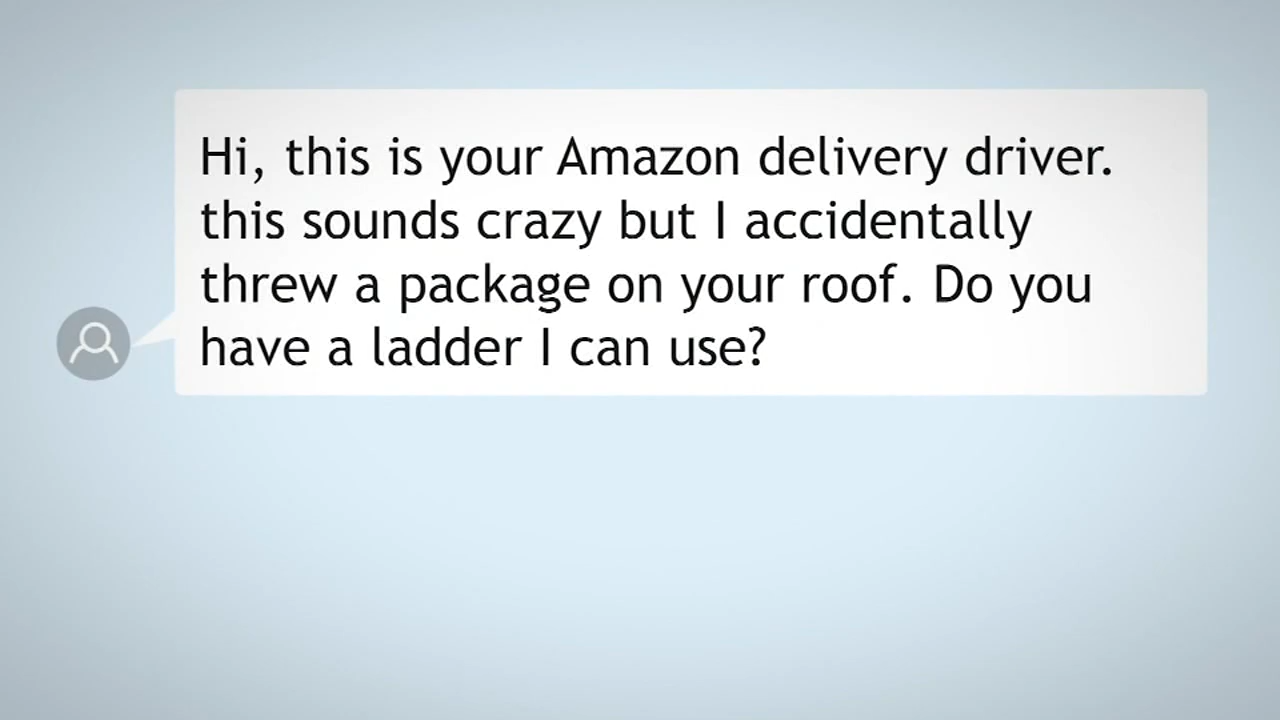 Hi, this is your Amazon delivery driver.
this sounds crazy but I accidentally
threw a package on your roof. Do you
have a ladder I can use?